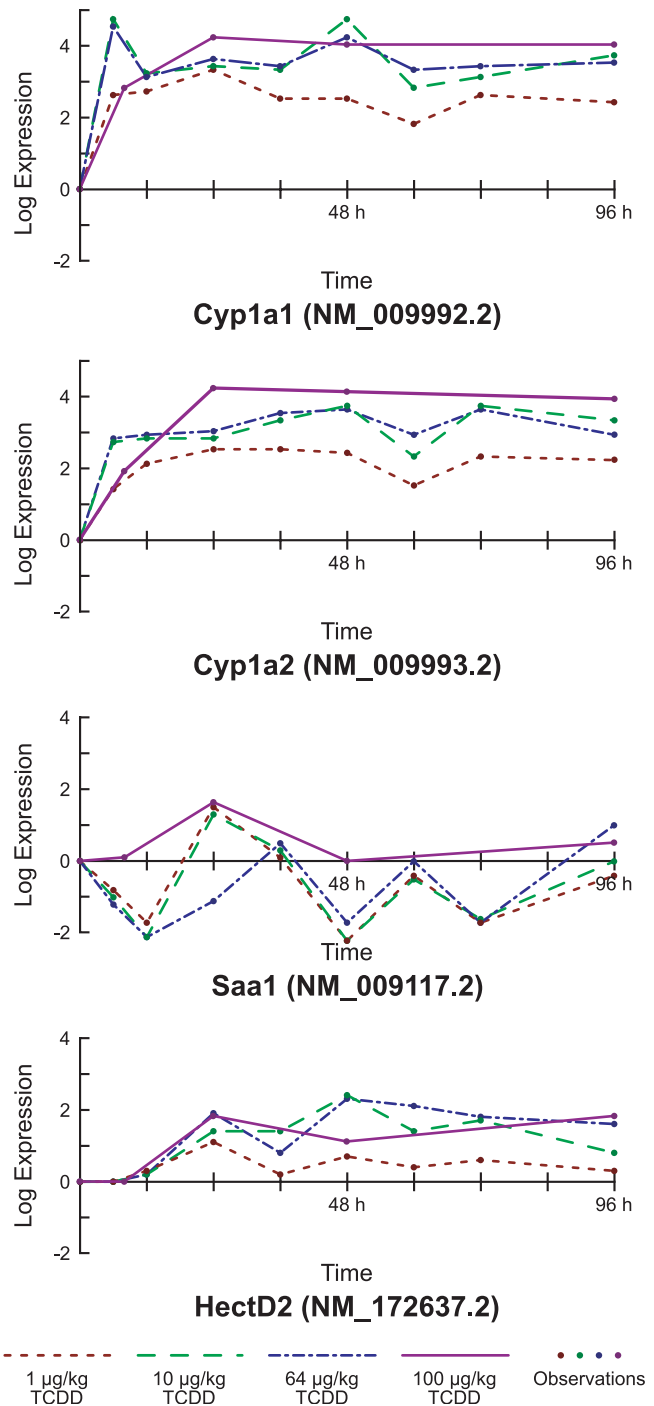 Log Expression
4
2
0
-2
48 h
96 h
Time
Cyp1a1 (NM_009992.2)
Log Expression
4
2
0
-2
48 h
96 h
Time
Cyp1a2 (NM_009993.2)
Log Expression
4
2
0
-2
48 h
96 h
Time
Saa1 (NM_009117.2)
Log Expression
4
2
0
-2
48 h
96 h
Time
HectD2 (NM_172637.2)
1 µg/kg
TCDD
10 µg/kg
TCDD
64 µg/kg
TCDD
100 µg/kg
TCDD
Observations